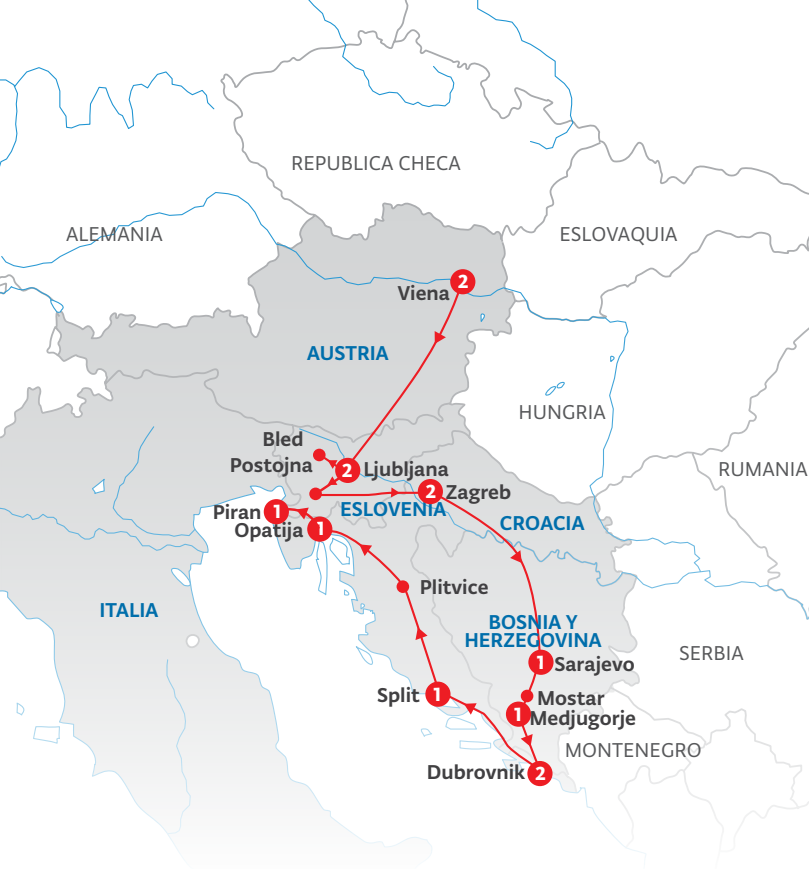 REPUBLICA CHECA
ALEMANIA
ESLOVAQUIA
2
Viena
AUSTRIA
HUNGRIA
Bled
Postojna
2
Ljubljana
RUMANIA
2
Zagreb
Piran
1
ESLOVENIA
CROACIA
Opatija
1
Plitvice
ITALIA
BOSNIA Y
HERZEGOVINA
SERBIA
1
Sarajevo
Split
1
Mostar
1
Medjugorje
MONTENEGRO
Dubrovnik
2